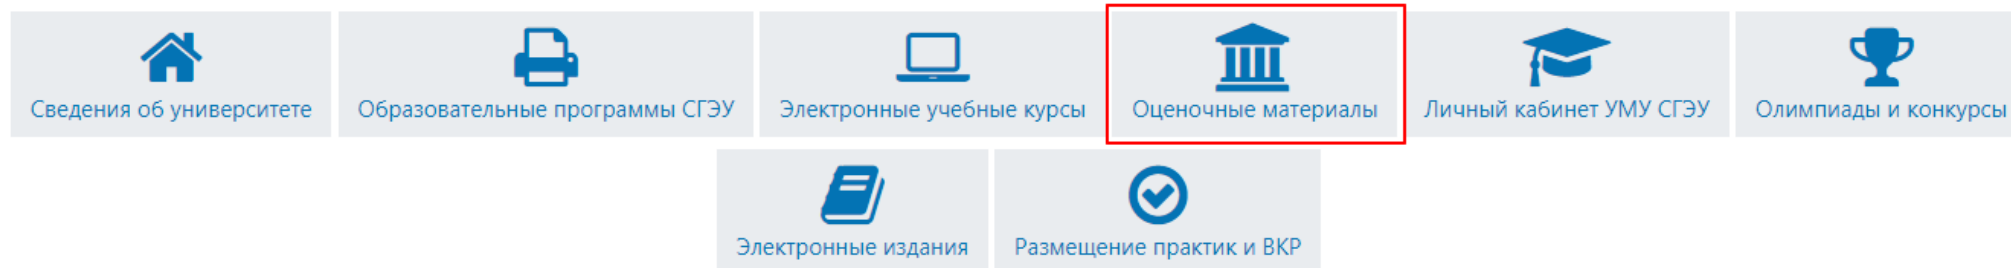 Сведения об университете
Образовательные программы СГЭУ
Электронные учебные курсы
Оценочные материалы
Личный кабинет УМУ СГЭУ
Олимпиады и конкурсы
Электронные издания
Размещение практик и ВКР